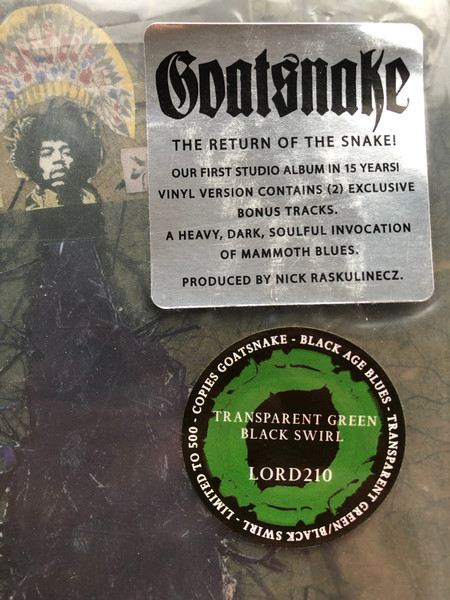 Goatsnake
THE RETURN OF THE SNAKE!
OUR FIRST STUDIO ALBUM IN 15 YEARS!
VINYL VERSION CONTAINS (2) EXCLUSIVE
BONUS TRACKS.
A HEAVY, DARK, SOULFUL INVOCATION
OF MAMMOTH BLUES.
PRODUCED BY NICK RASKULINECZ.
LIMITED TO 500 - COPIES GOATSNAKE - BLACK AGE BLUES - TRANSPARENT GREEN/BLACK SWIRL -
TRANSPARENT GREEN
BLACK SWIRL
LORD210